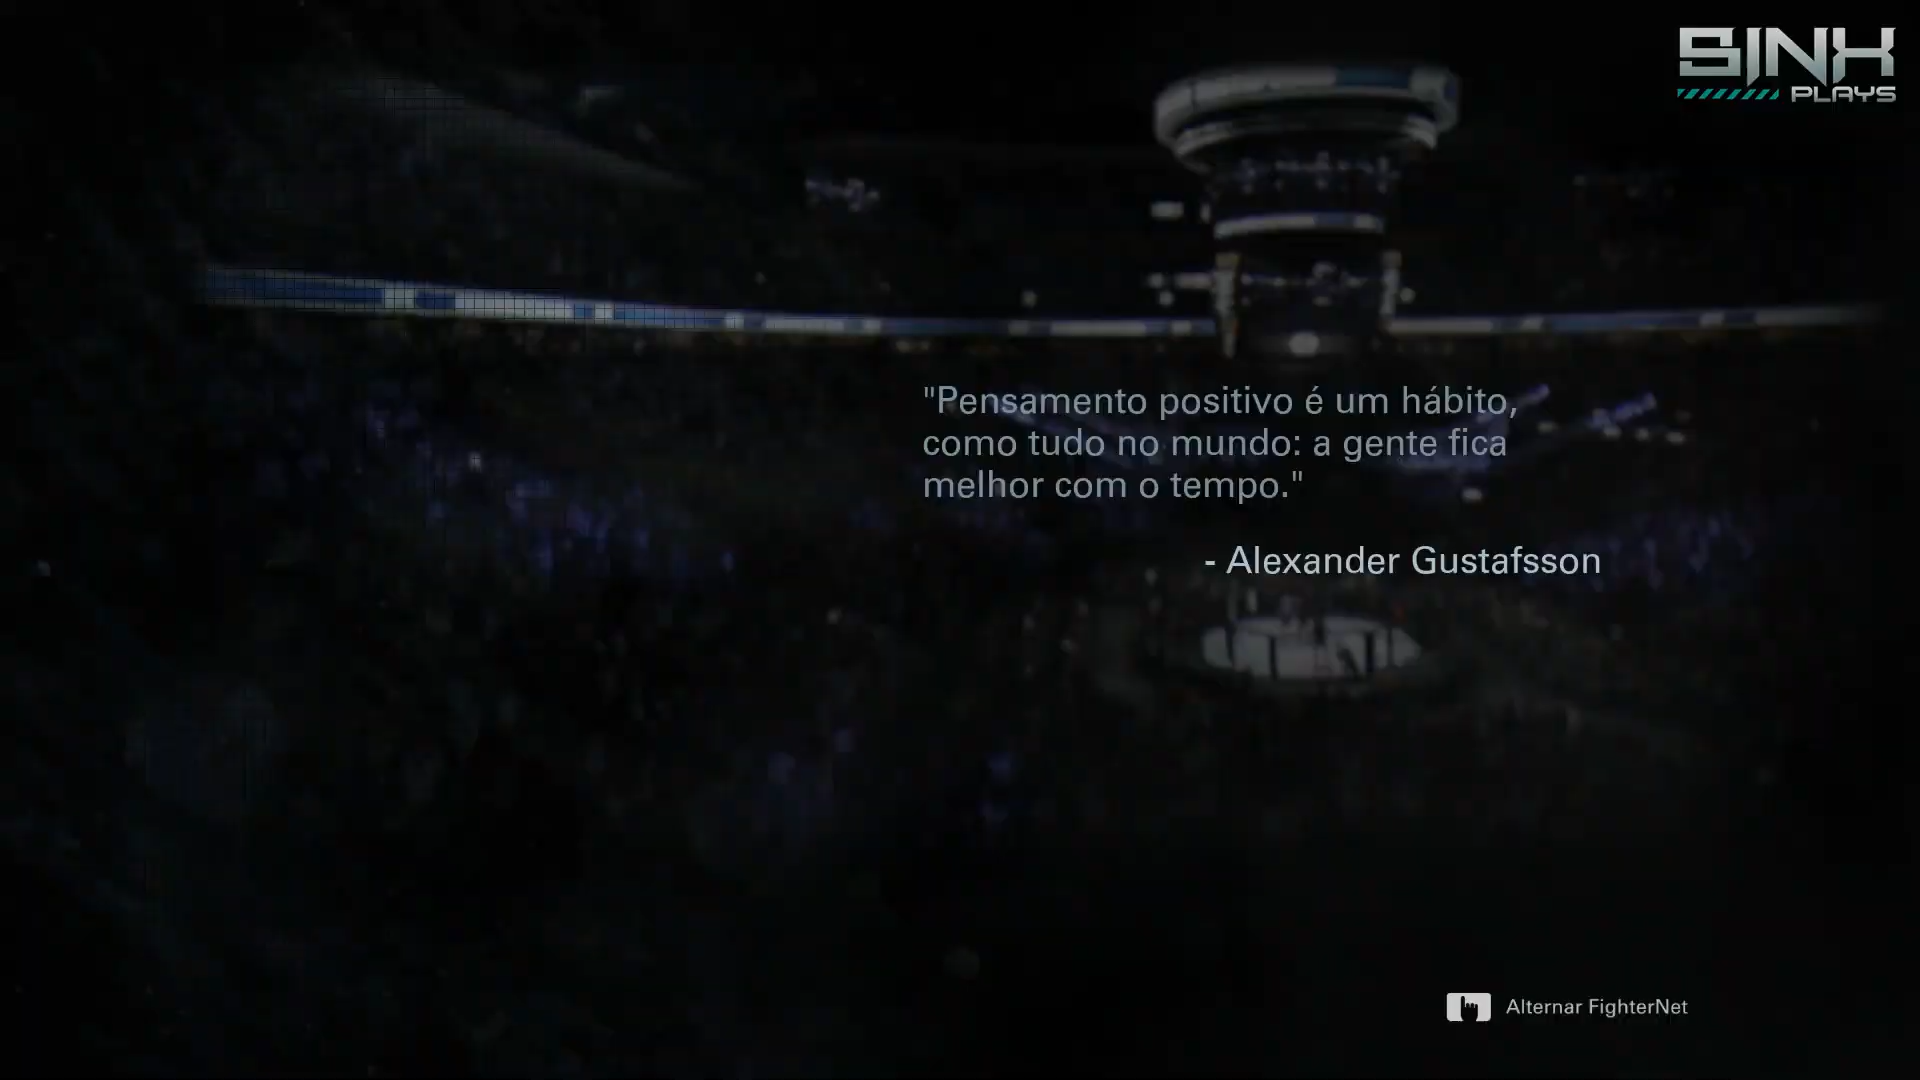 SINX
PLAYS
"Pensamento positivo é um hábito,
como tudo no mundo: a gente fica
melhor com o tempo."
- Alexander Gustafsson
Alternar FighterNet